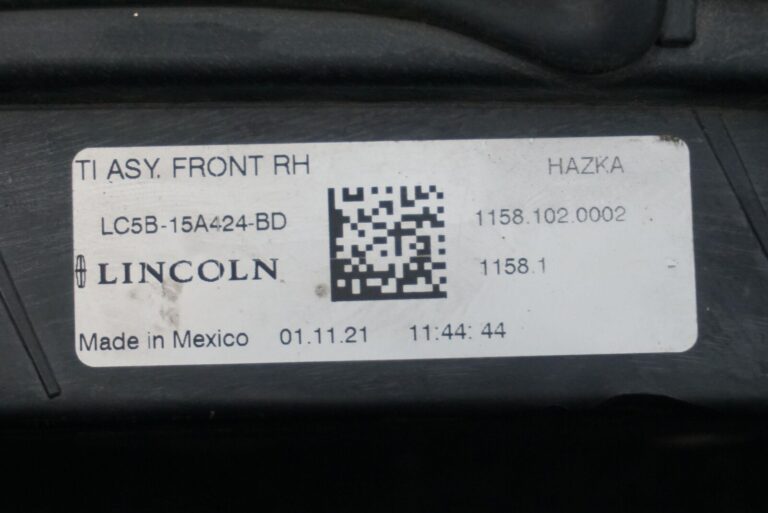 TI ASY. FRONT RH HAZKA
LC5B-15A424-BD 1158.102.0002
LINCOLN 1158.1 -
Made in Mexico 01.11.21 11:44: 44